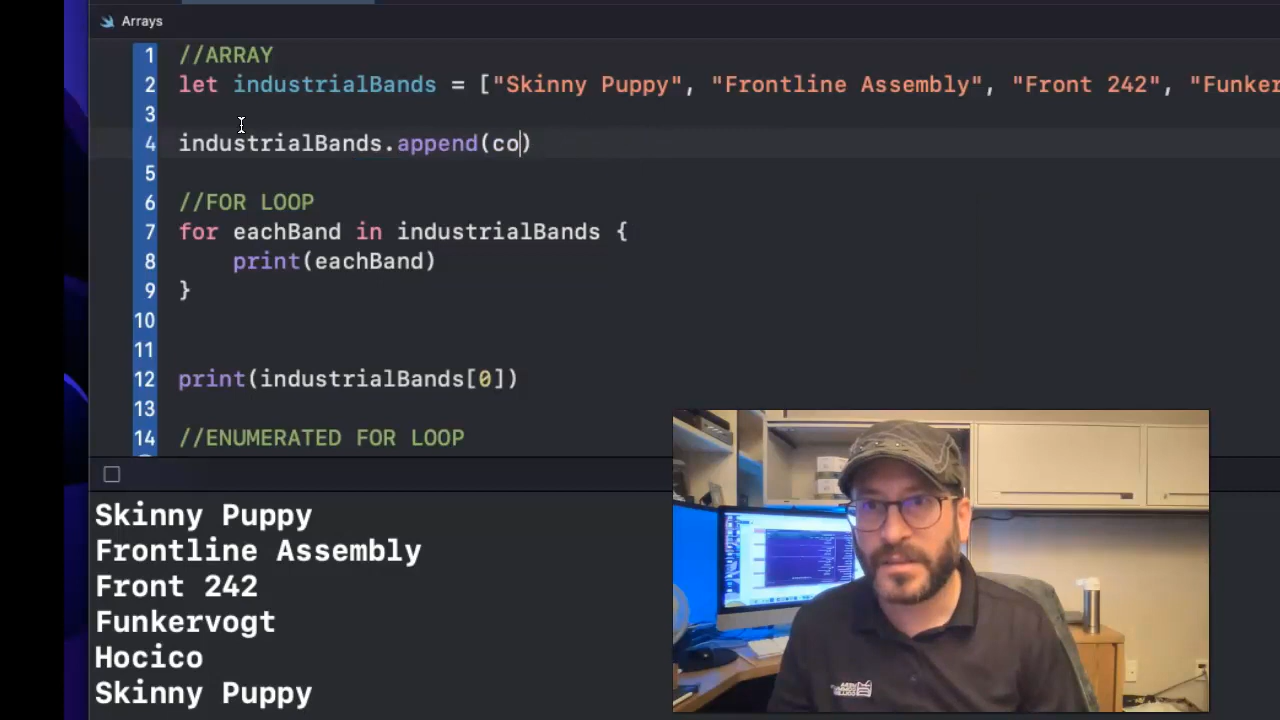 Arrays
1 //ARRAY
2 let industrialBands = ["Skinny Puppy", "Frontline Assembly", "Front 242", "Funker
3
4 industrialBands.append(co)
5
6 //FOR LOOP
7 for eachBand in industrialBands {
8 print(eachBand)
9 }
10
11
12 print(industrialBands[0])
13
14 //ENUMERATED FOR LOOP
Skinny Puppy
Frontline Assembly
Front 242
Funkervogt
Hocico
Skinny Puppy